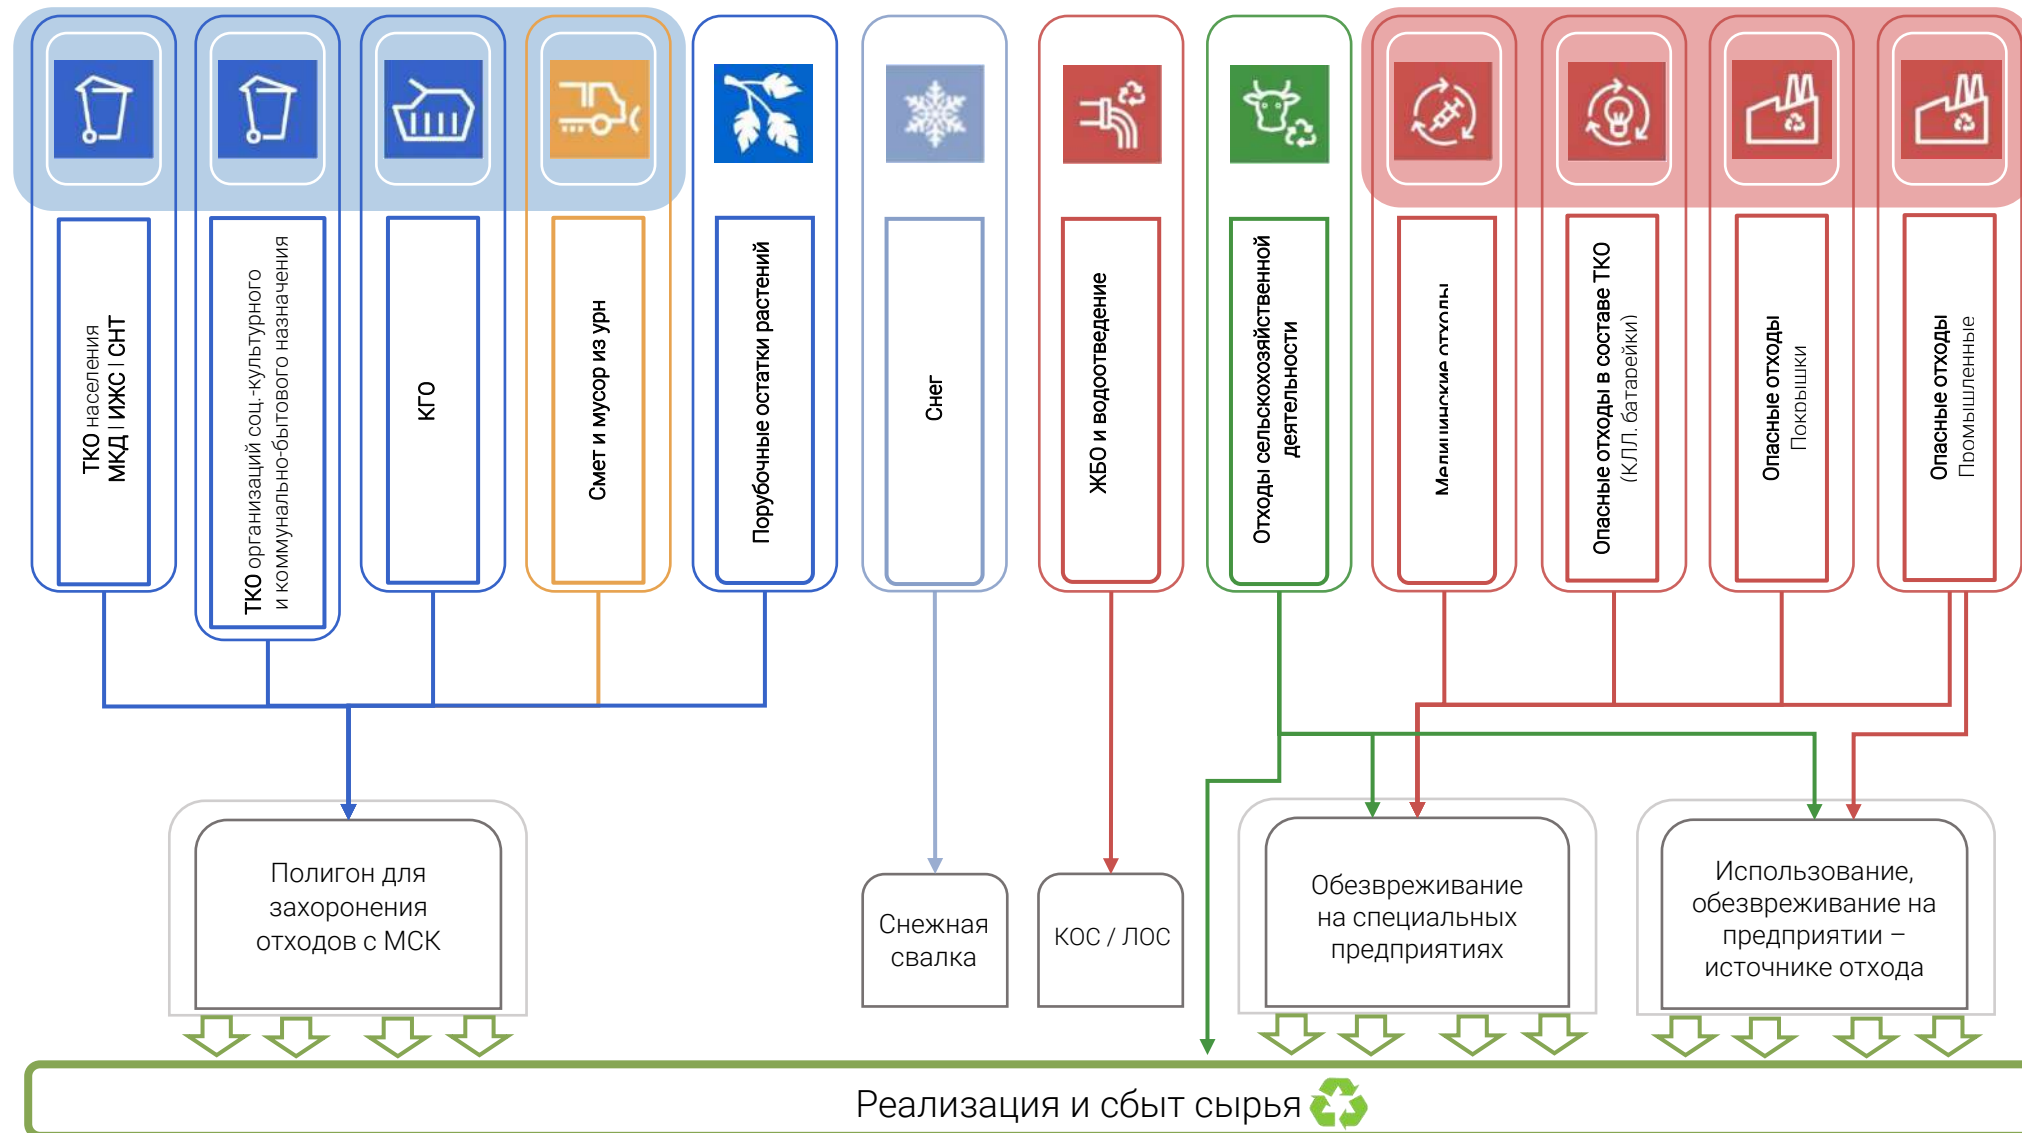 ТКО населения
МКД | ИЖС | СНТ
ТКО организаций соц.-культурного
и коммунально-бытового назначения
КГО
Смет и мусор из урн
Порубочные остатки растений
Снег
ЖБО и водоотведение
Отходы сельскохозяйственной
деятельности
Медицинские отходы
Опасные отходы в составе ТКО
(КЛЛ, батарейки)
Опасные отходы
Покрышки
Опасные отходы
Промышленные
Полигон для
захоронения
отходов с МСК
Снежная
свалка
КОС / ЛОС
Обезвреживание
на специальных
предприятиях
Использование,
обезвреживание на
предприятии –
источнике отхода
Реализация и сбыт сырья